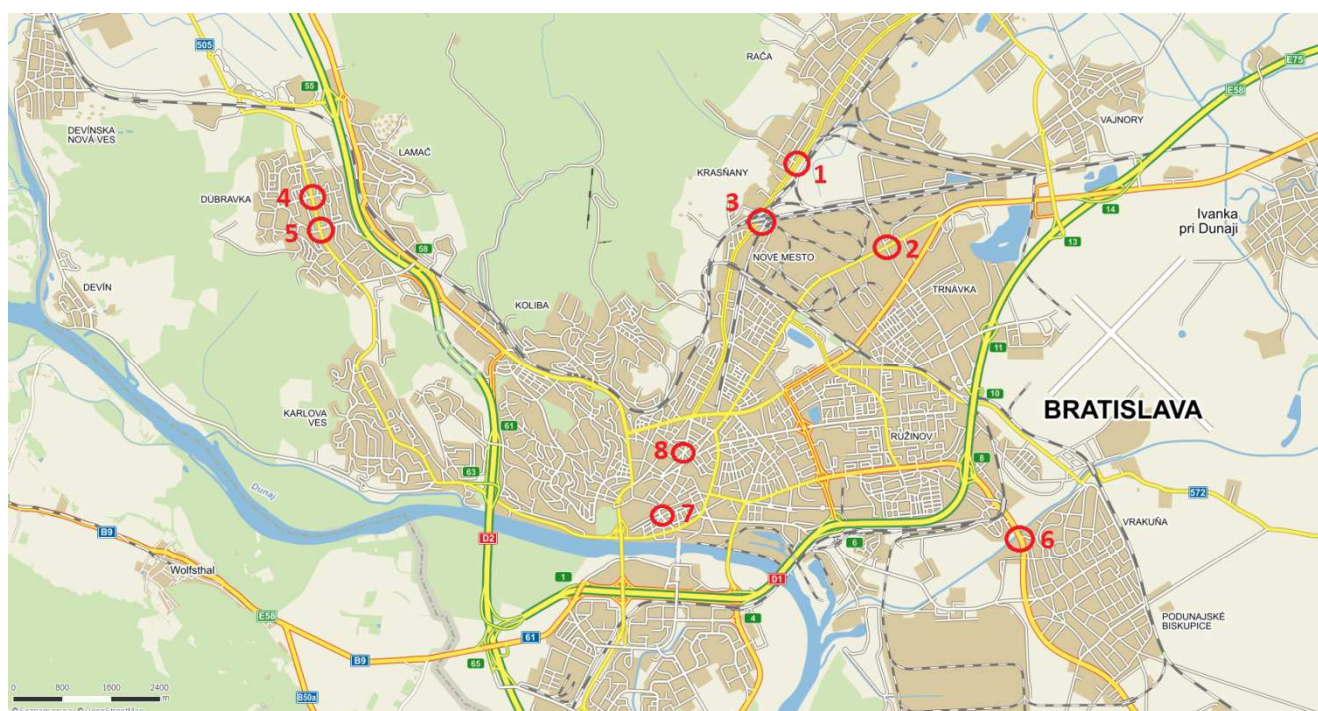 505
RAČA
E75
55
E58
DEVÍNSKA
NOVÁ VES
LAMAČ
VAJNORY
KRASŇANY
1
DÚBRAVKA
4
3
14
Ivanka
pri Dunaji
5
58
NOVÉ MESTO
2
13
DEVÍN
KOLIBA
TRNÁVKA
11
10
KARLOVA
VES
61
BRATISLAVA
RUŽINOV
8
63
8
Dunaj
572
7
VRAKUŇA
B9
D2
6
6
Wolfsthal
1
D1
E58
4
PODUNAJSKÉ
BISKUPICE
61
B9
65
0 800 1600 2400
m
B50a